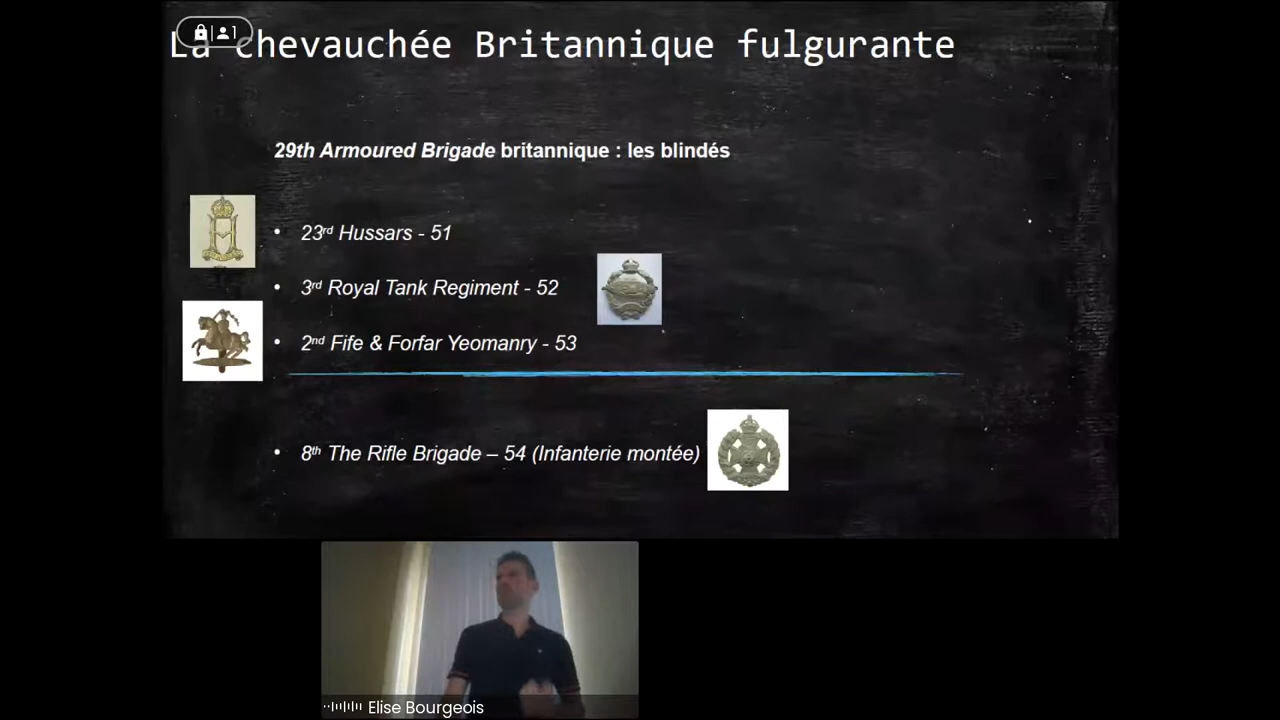 1
La Chevauchée Britannique fulgurante
29th Armoured Brigade britannique : les blindés
• 23rd Hussars - 51
• 3rd Royal Tank Regiment - 52
• 2nd Fife & Forfar Yeomanry - 53
• 8th The Rifle Brigade – 54 (Infanterie montée)
Elise Bourgeois